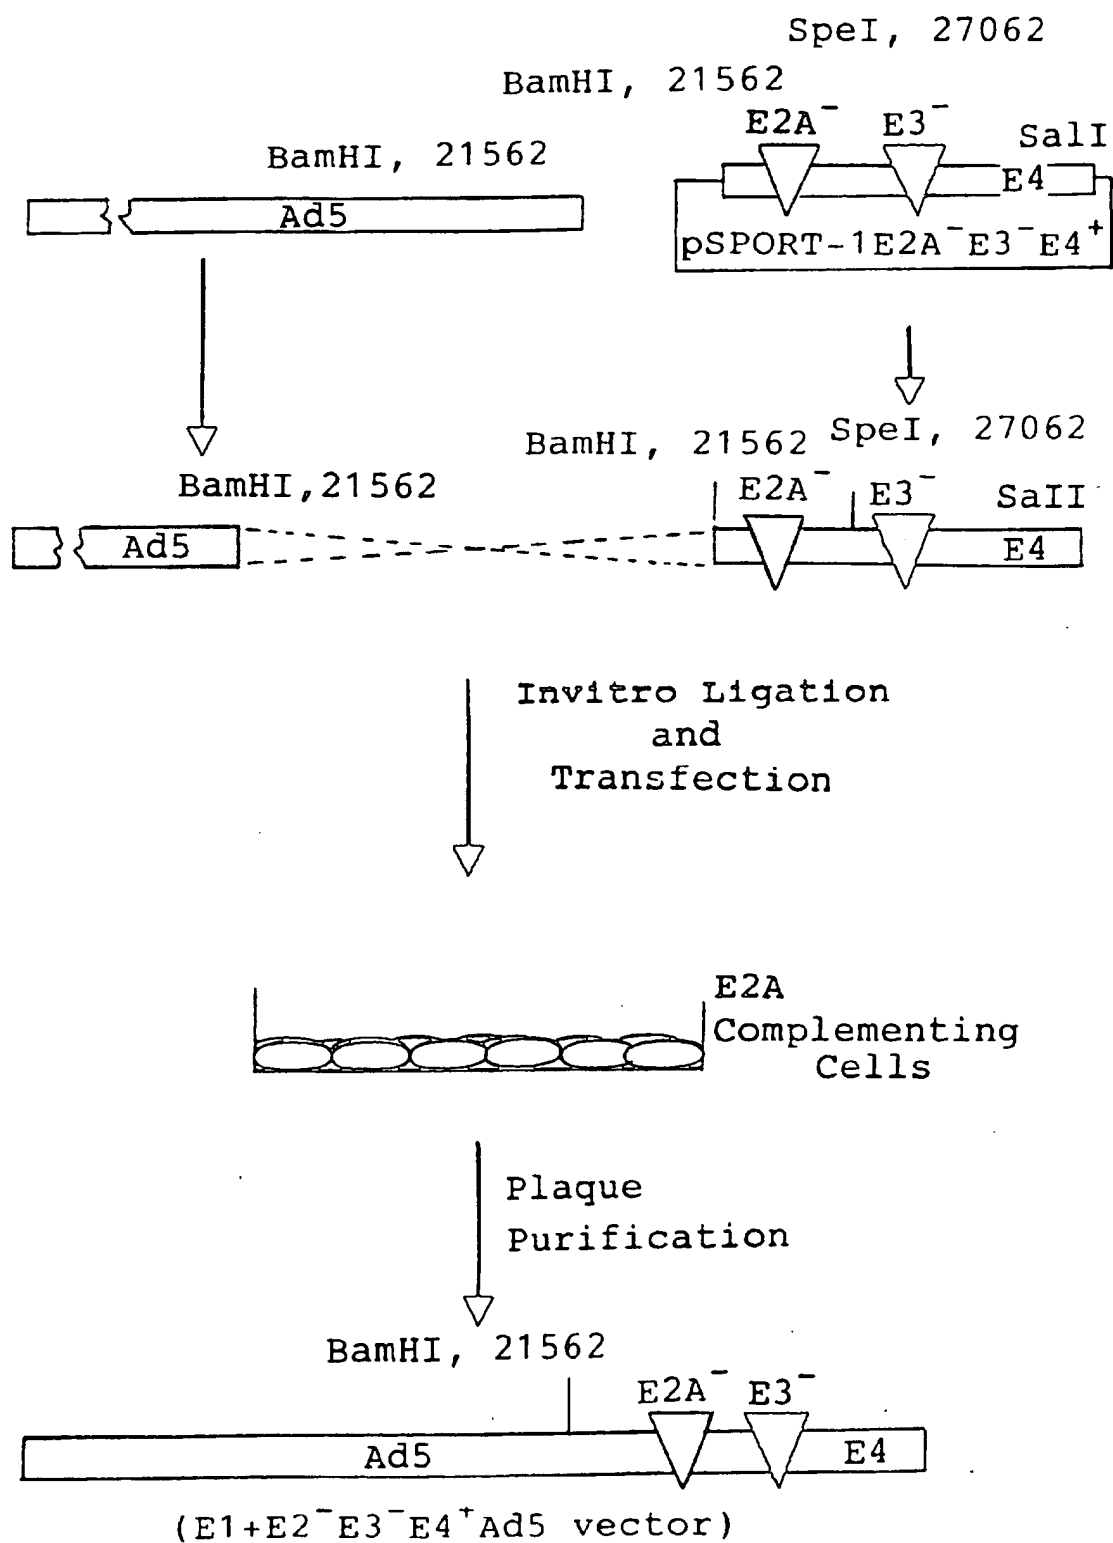 SpeI, 27062
BamHI, 21562
E2A⁻ E3⁻
SalI
BamHI, 21562
E4
Ad5
pSPORT-1E2A⁻E3⁻E4⁺
BamHI, 21562
SpeI, 27062
BamHI,21562
E2A⁻
E3⁻
SaII
Ad5
E4
Invitro Ligation
and
Transfection
E2A
Complementing
Cells
Plaque
Purification
BamHI, 21562
E2A⁻ E3⁻
Ad5
E4
(E1+E2⁻E3⁻E4⁺Ad5 vector)